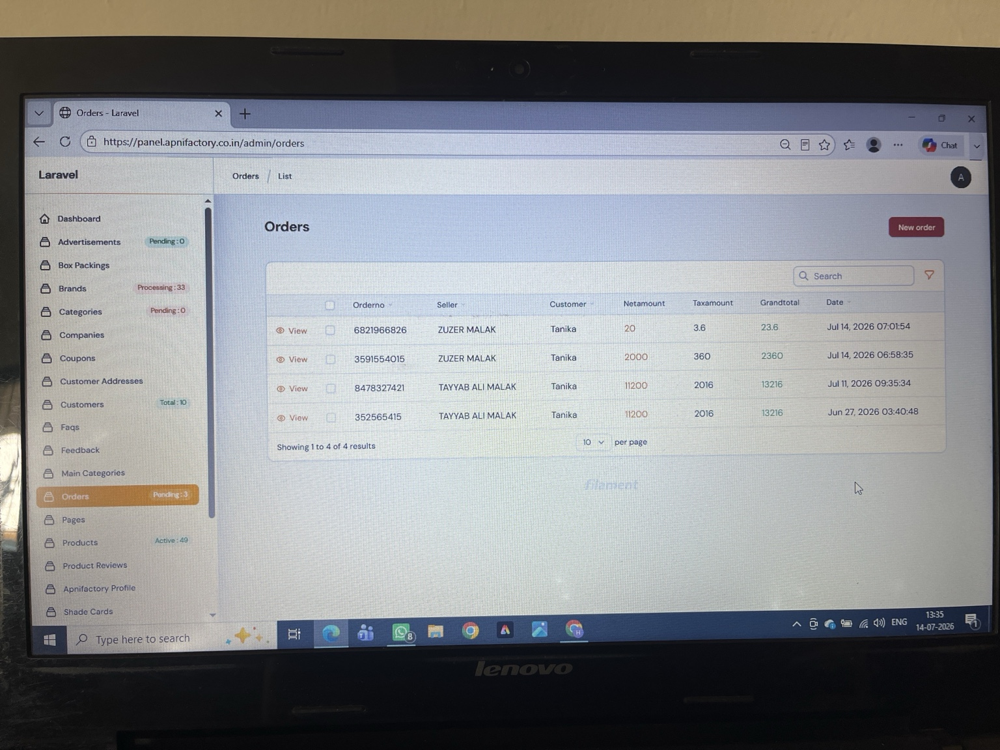 Orders - Laravel
https://panel.apnifactory.co.in/admin/orders
Chat
Laravel
Orders / List
A
Dashboard
Advertisements Pending : 0
Box Packings
Brands Processing : 33
Categories Pending : 0
Companies
Coupons
Customer Addresses
Customers Total : 10
Faqs
Feedback
Main Categories
Orders Pending : 3
Pages
Products Active : 49
Product Reviews
Apnifactory Profile
Shade Cards
Orders
New order
Search
Orderno Seller Customer Netamount Taxamount Grandtotal Date
View 6821966826 ZUZER MALAK Tanika 20 3.6 23.6 Jul 14, 2026 07:01:54
View 3591554015 ZUZER MALAK Tanika 2000 360 2360 Jul 14, 2026 06:58:35
View 8478327421 TAYYAB ALI MALAK Tanika 11200 2016 13216 Jul 11, 2026 09:35:34
View 352565415 TAYYAB ALI MALAK Tanika 11200 2016 13216 Jun 27, 2026 03:40:48
Showing 1 to 4 of 4 results 10 per page
Filament
Type here to search
8
H
ENG
13:35
14-07-2026
1
lenovo